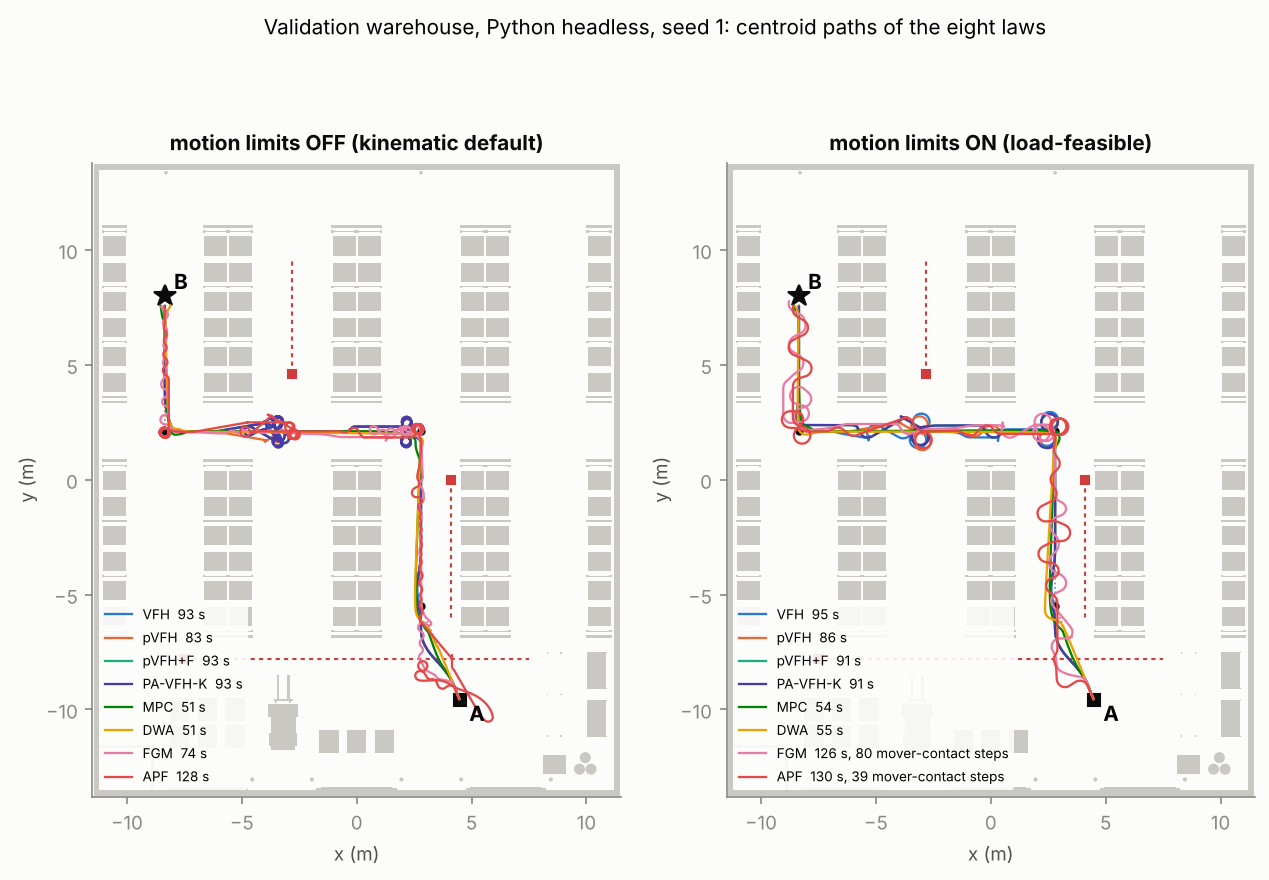 Validation warehouse, Python headless, seed 1: centroid paths of the eight laws
motion limits OFF (kinematic default)
B
A
10
5
0
−5
−10
y (m)
VFH 93 s
pVFH 83 s
pVFH+F 93 s
PA-VFH-K 93 s
MPC 51 s
DWA 51 s
FGM 74 s
APF 128 s
−10
−5
0
5
10
x (m)
motion limits ON (load-feasible)
B
A
10
5
0
−5
−10
y (m)
VFH 95 s
pVFH 86 s
pVFH+F 91 s
PA-VFH-K 91 s
MPC 54 s
DWA 55 s
FGM 126 s, 80 mover-contact steps
APF 130 s, 39 mover-contact steps
−10
−5
0
5
10
x (m)